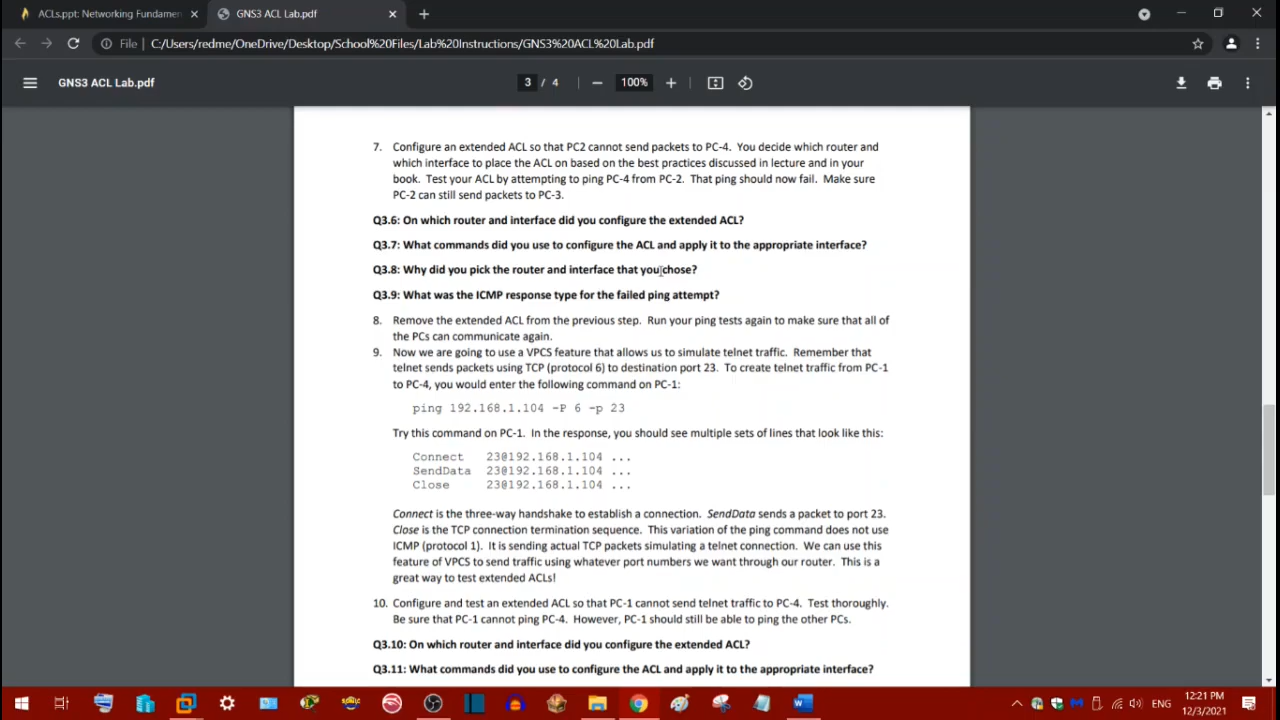 ACLs.ppt: Networking Fundamen
GNS3 ACL Lab.pdf
File | C:/Users/redme/OneDrive/Desktop/School%20Files/Lab%20Instructions/GNS3%20ACL%20Lab.pdf
GNS3 ACL Lab.pdf
3 / 4
100%
7. Configure an extended ACL so that PC2 cannot send packets to PC-4. You decide which router and
which interface to place the ACL on based on the best practices discussed in lecture and in your
book. Test your ACL by attempting to ping PC-4 from PC-2. That ping should now fail. Make sure
PC-2 can still send packets to PC-3.
Q3.6: On which router and interface did you configure the extended ACL?
Q3.7: What commands did you use to configure the ACL and apply it to the appropriate interface?
Q3.8: Why did you pick the router and interface that you chose?
Q3.9: What was the ICMP response type for the failed ping attempt?
8. Remove the extended ACL from the previous step. Run your ping tests again to make sure that all of
the PCs can communicate again.
9. Now we are going to use a VPCS feature that allows us to simulate telnet traffic. Remember that
telnet sends packets using TCP (protocol 6) to destination port 23. To create telnet traffic from PC-1
to PC-4, you would enter the following command on PC-1:
ping 192.168.1.104 -P 6 -p 23
Try this command on PC-1. In the response, you should see multiple sets of lines that look like this:
Connect 23@192.168.1.104 ...
SendData 23@192.168.1.104 ...
Close 23@192.168.1.104 ...
Connect is the three-way handshake to establish a connection. SendData sends a packet to port 23.
Close is the TCP connection termination sequence. This variation of the ping command does not use
ICMP (protocol 1). It is sending actual TCP packets simulating a telnet connection. We can use this
feature of VPCS to send traffic using whatever port numbers we want through our router. This is a
great way to test extended ACLs!
10. Configure and test an extended ACL so that PC-1 cannot send telnet traffic to PC-4. Test thoroughly.
Be sure that PC-1 cannot ping PC-4. However, PC-1 should still be able to ping the other PCs.
Q3.10: On which router and interface did you configure the extended ACL?
Q3.11: What commands did you use to configure the ACL and apply it to the appropriate interface?
ENG
12:21 PM
12/3/2021